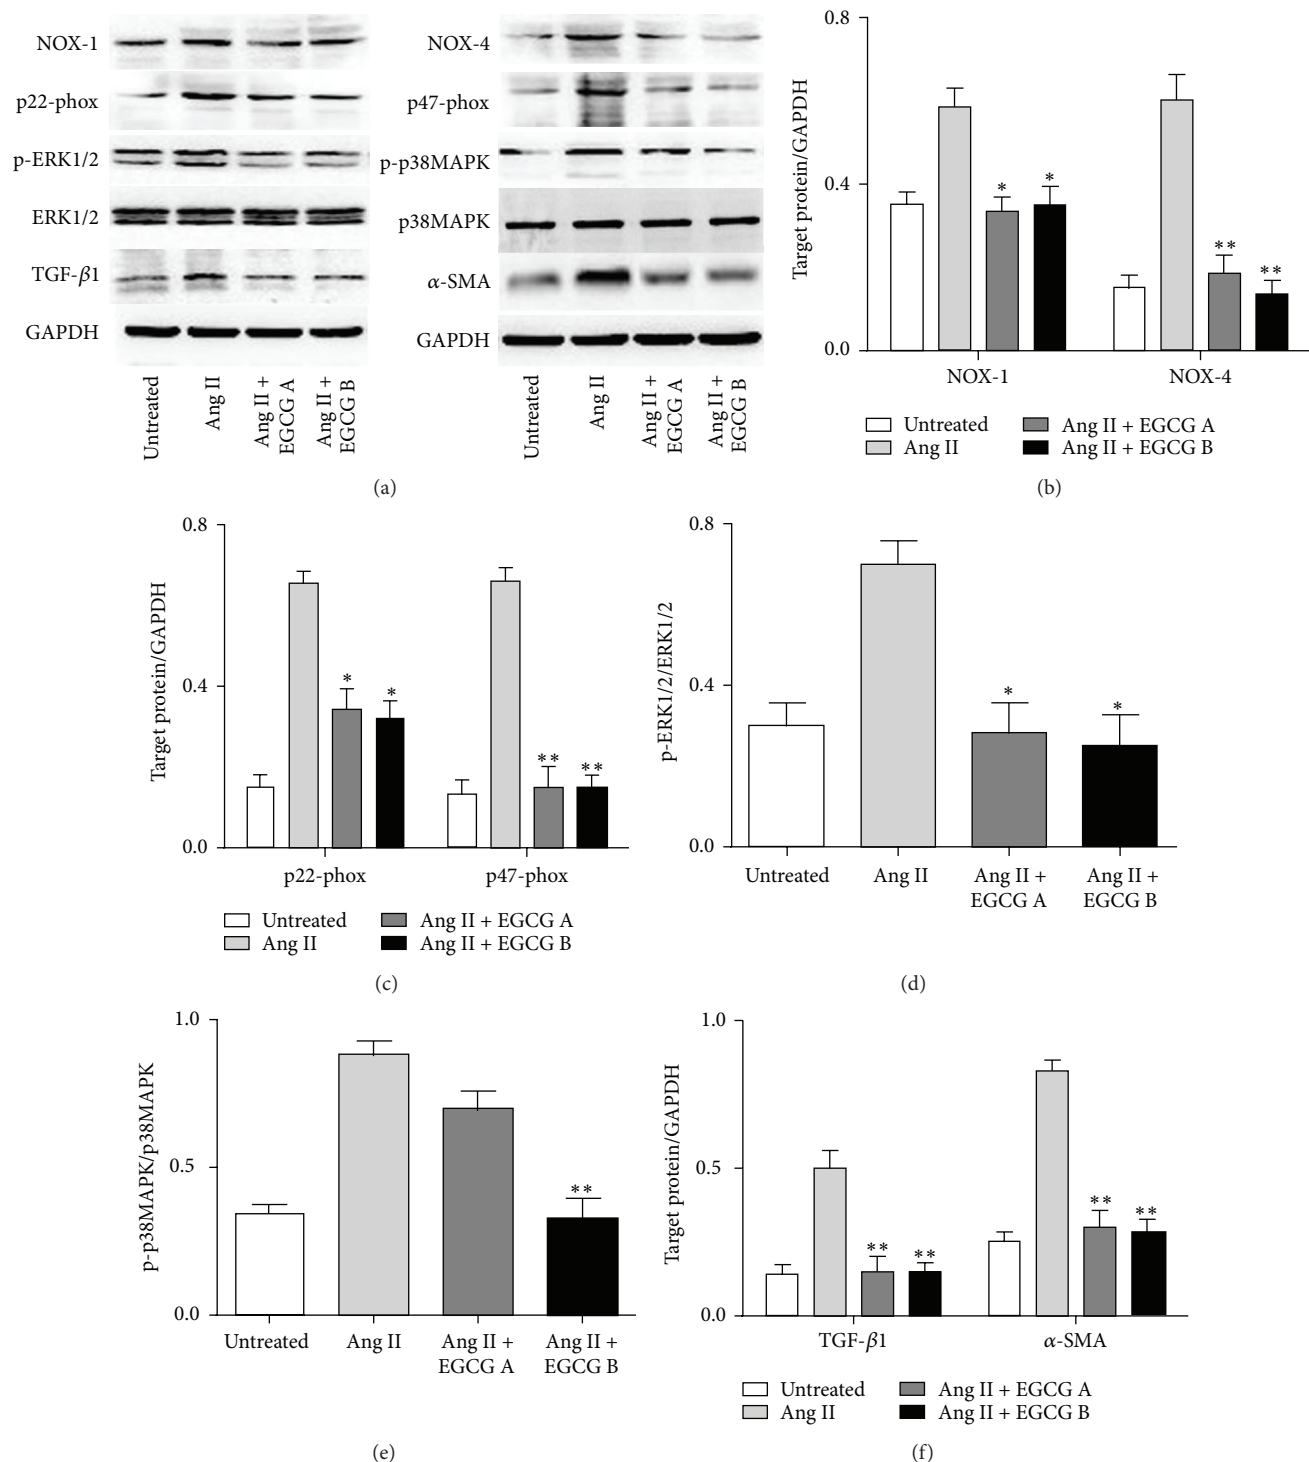 NOX-1
p22-phox
p-ERK1/2
ERK1/2
TGF-β1
GAPDH
Untreated
Ang II
Ang II +
EGCG A
Ang II +
EGCG B
NOX-4
p47-phox
p-p38MAPK
p38MAPK
α-SMA
GAPDH
Untreated
Ang II
Ang II +
EGCG A
Ang II +
EGCG B
(a)
Target protein/GAPDH
0.8
0.4
0.0
*
*
**
**
NOX-1
NOX-4
Untreated
Ang II
Ang II + EGCG A
Ang II + EGCG B
(b)
Target protein/GAPDH
0.8
0.4
0.0
*
*
**
**
p22-phox
p47-phox
Untreated
Ang II
Ang II + EGCG A
Ang II + EGCG B
(c)
p-ERK1/2/ERK1/2
0.8
0.4
0.0
*
*
Untreated
Ang II
Ang II +
EGCG A
Ang II +
EGCG B
(d)
p-p38MAPK/p38MAPK
1.0
0.5
0.0
**
Untreated
Ang II
Ang II +
EGCG A
Ang II +
EGCG B
(e)
Target protein/GAPDH
1.0
0.5
0.0
**
**
**
**
TGF-β1
α-SMA
Untreated
Ang II
Ang II + EGCG A
Ang II + EGCG B
(f)